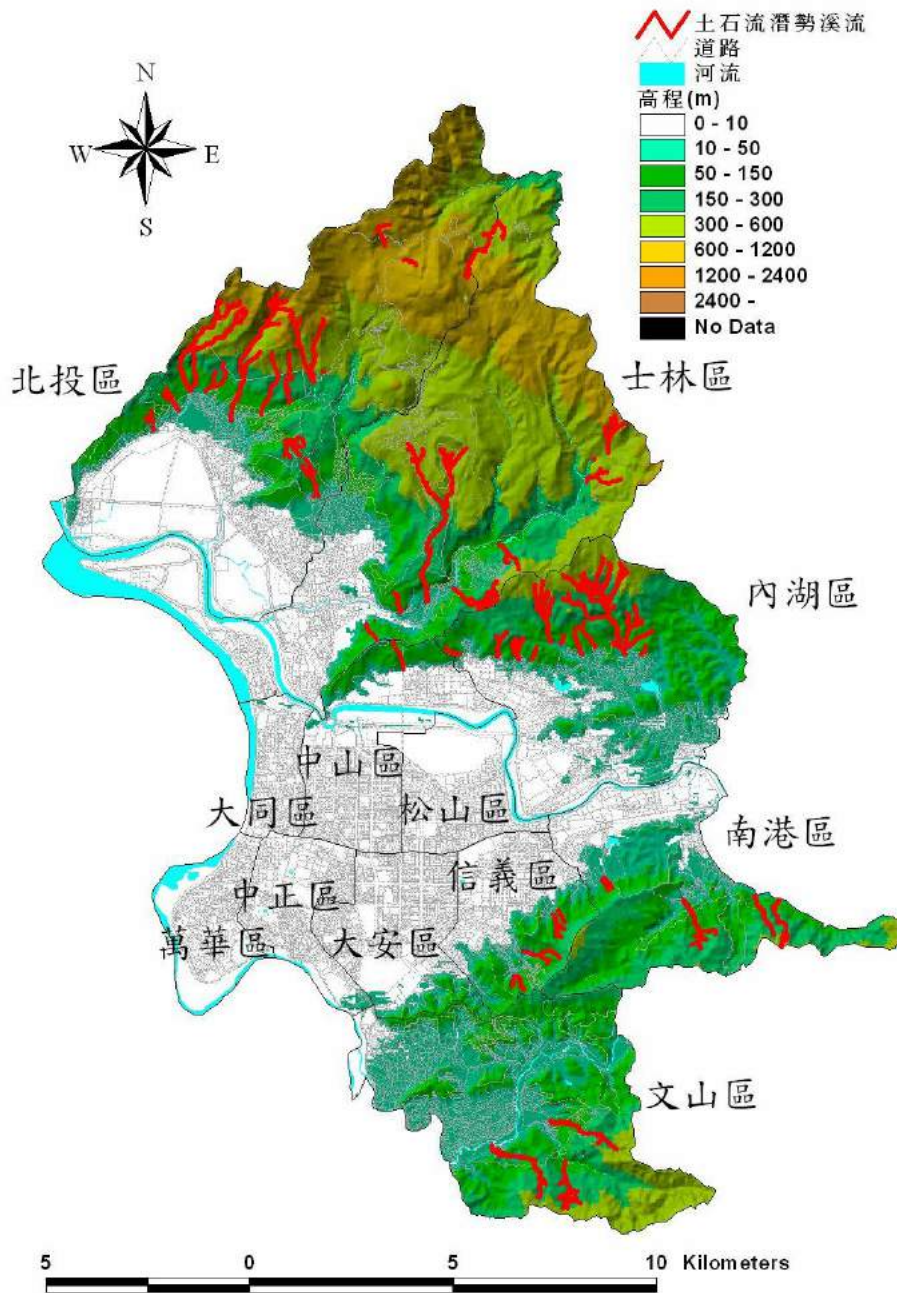 土石流潛勢溪流
道路
河流
高程(m)
0 - 10
10 - 50
50 - 150
150 - 300
300 - 600
600 - 1200
1200 - 2400
2400 -
No Data
N
W E
S
北投區
士林區
內湖區
中山區
大同區
松山區
南港區
信義區
中正區
萬華區
大安區
文山區
5 0 5 10 Kilometers